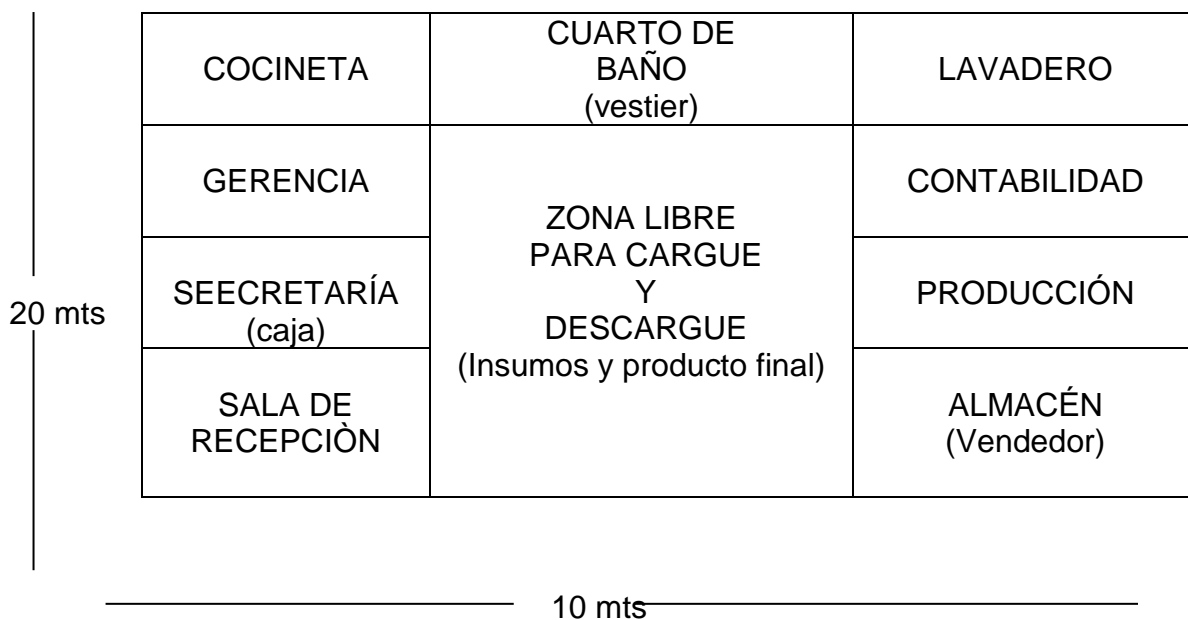 COCINETA
CUARTO DE
BAÑO
(vestier)
LAVADERO
GERENCIA
CONTABILIDAD
ZONA LIBRE
PARA CARGUE
Y
DESCARGUE
(Insumos y producto final)
SEECRETARÍA
(caja)
PRODUCCIÓN
20 mts
SALA DE
RECEPCIÒN
ALMACÉN
(Vendedor)
10 mts